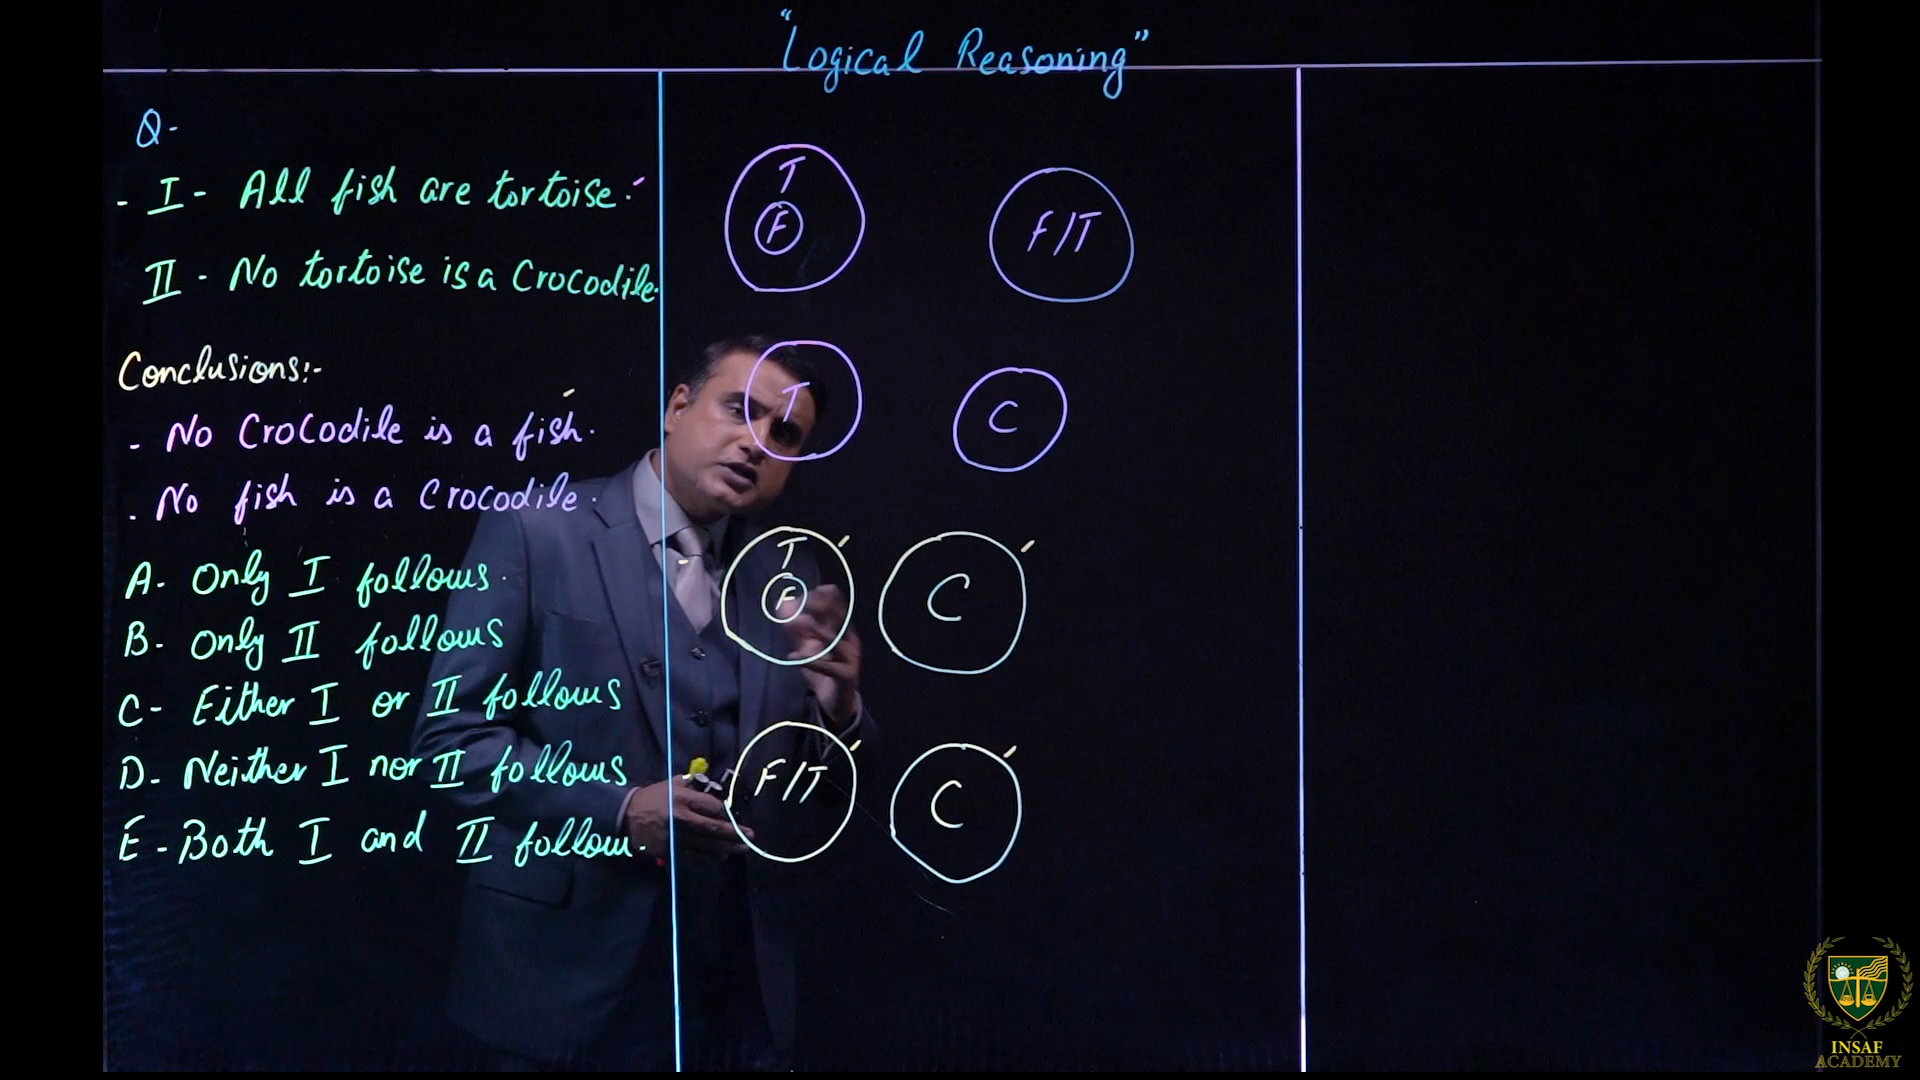 "Logical Reasoning"
Q-
- I - All fish are tortoise.
II - No tortoise is a Crocodile.
Conclusions:-
- No Crocodile is a fish.
- No fish is a Crocodile.
A- Only I follows.
B- Only II follows
C- Either I or II follows
D- Neither I nor II follows
E- Both I and II follow.
T
F
F/T
T
C
T
F
C
F/T
C
INSAF
ACADEMY